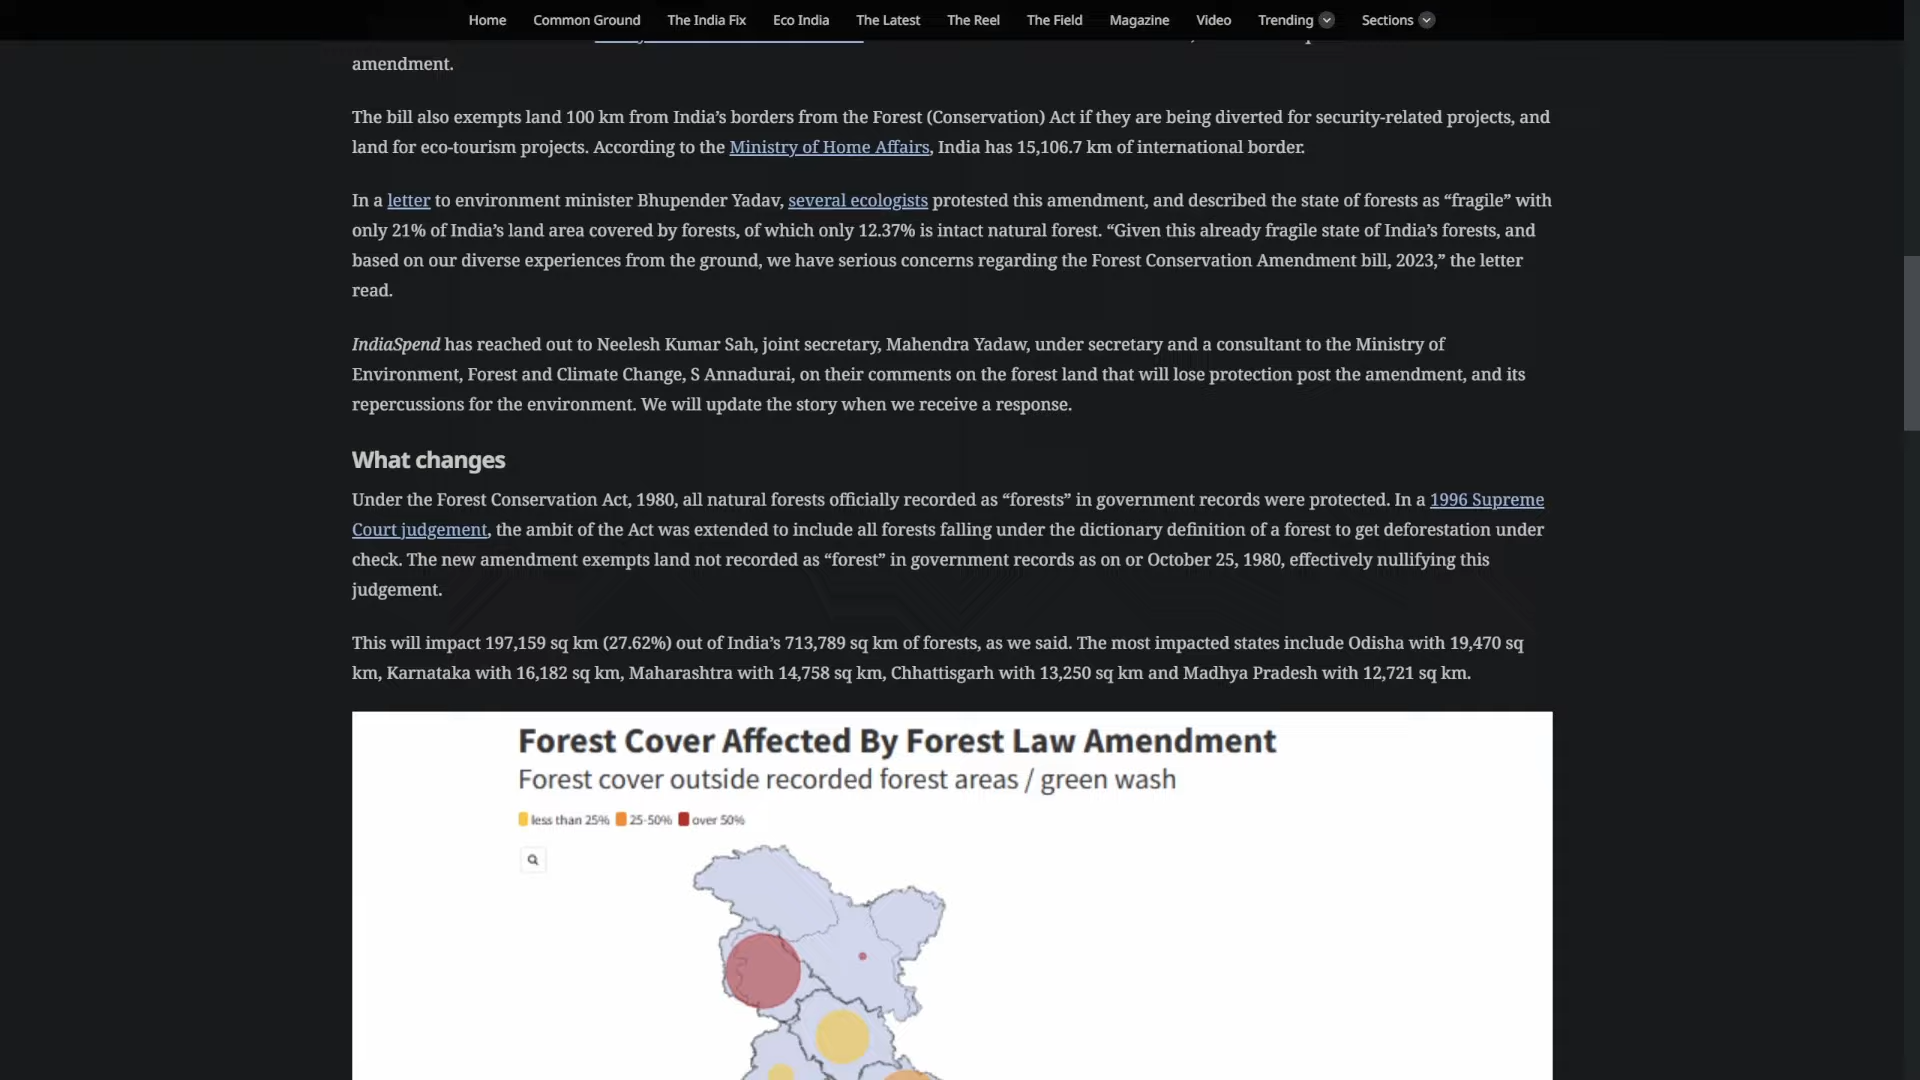 Home Common Ground The India Fix Eco India The Latest The Reel The Field Magazine Video Trending Sections
amendment.
The bill also exempts land 100 km from India’s borders from the Forest (Conservation) Act if they are being diverted for security-related projects, and
land for eco-tourism projects. According to the Ministry of Home Affairs, India has 15,106.7 km of international border.
In a letter to environment minister Bhupender Yadav, several ecologists protested this amendment, and described the state of forests as “fragile” with
only 21% of India’s land area covered by forests, of which only 12.37% is intact natural forest. “Given this already fragile state of India’s forests, and
based on our diverse experiences from the ground, we have serious concerns regarding the Forest Conservation Amendment bill, 2023,” the letter
read.
IndiaSpend has reached out to Neelesh Kumar Sah, joint secretary, Mahendra Yadaw, under secretary and a consultant to the Ministry of
Environment, Forest and Climate Change, S Annadurai, on their comments on the forest land that will lose protection post the amendment, and its
repercussions for the environment. We will update the story when we receive a response.
What changes
Under the Forest Conservation Act, 1980, all natural forests officially recorded as “forests” in government records were protected. In a 1996 Supreme
Court judgement, the ambit of the Act was extended to include all forests falling under the dictionary definition of a forest to get deforestation under
check. The new amendment exempts land not recorded as “forest” in government records as on or October 25, 1980, effectively nullifying this
judgement.
This will impact 197,159 sq km (27.62%) out of India’s 713,789 sq km of forests, as we said. The most impacted states include Odisha with 19,470 sq
km, Karnataka with 16,182 sq km, Maharashtra with 14,758 sq km, Chhattisgarh with 13,250 sq km and Madhya Pradesh with 12,721 sq km.
Forest Cover Affected By Forest Law Amendment
Forest cover outside recorded forest areas / green wash
less than 25% 25-50% over 50%